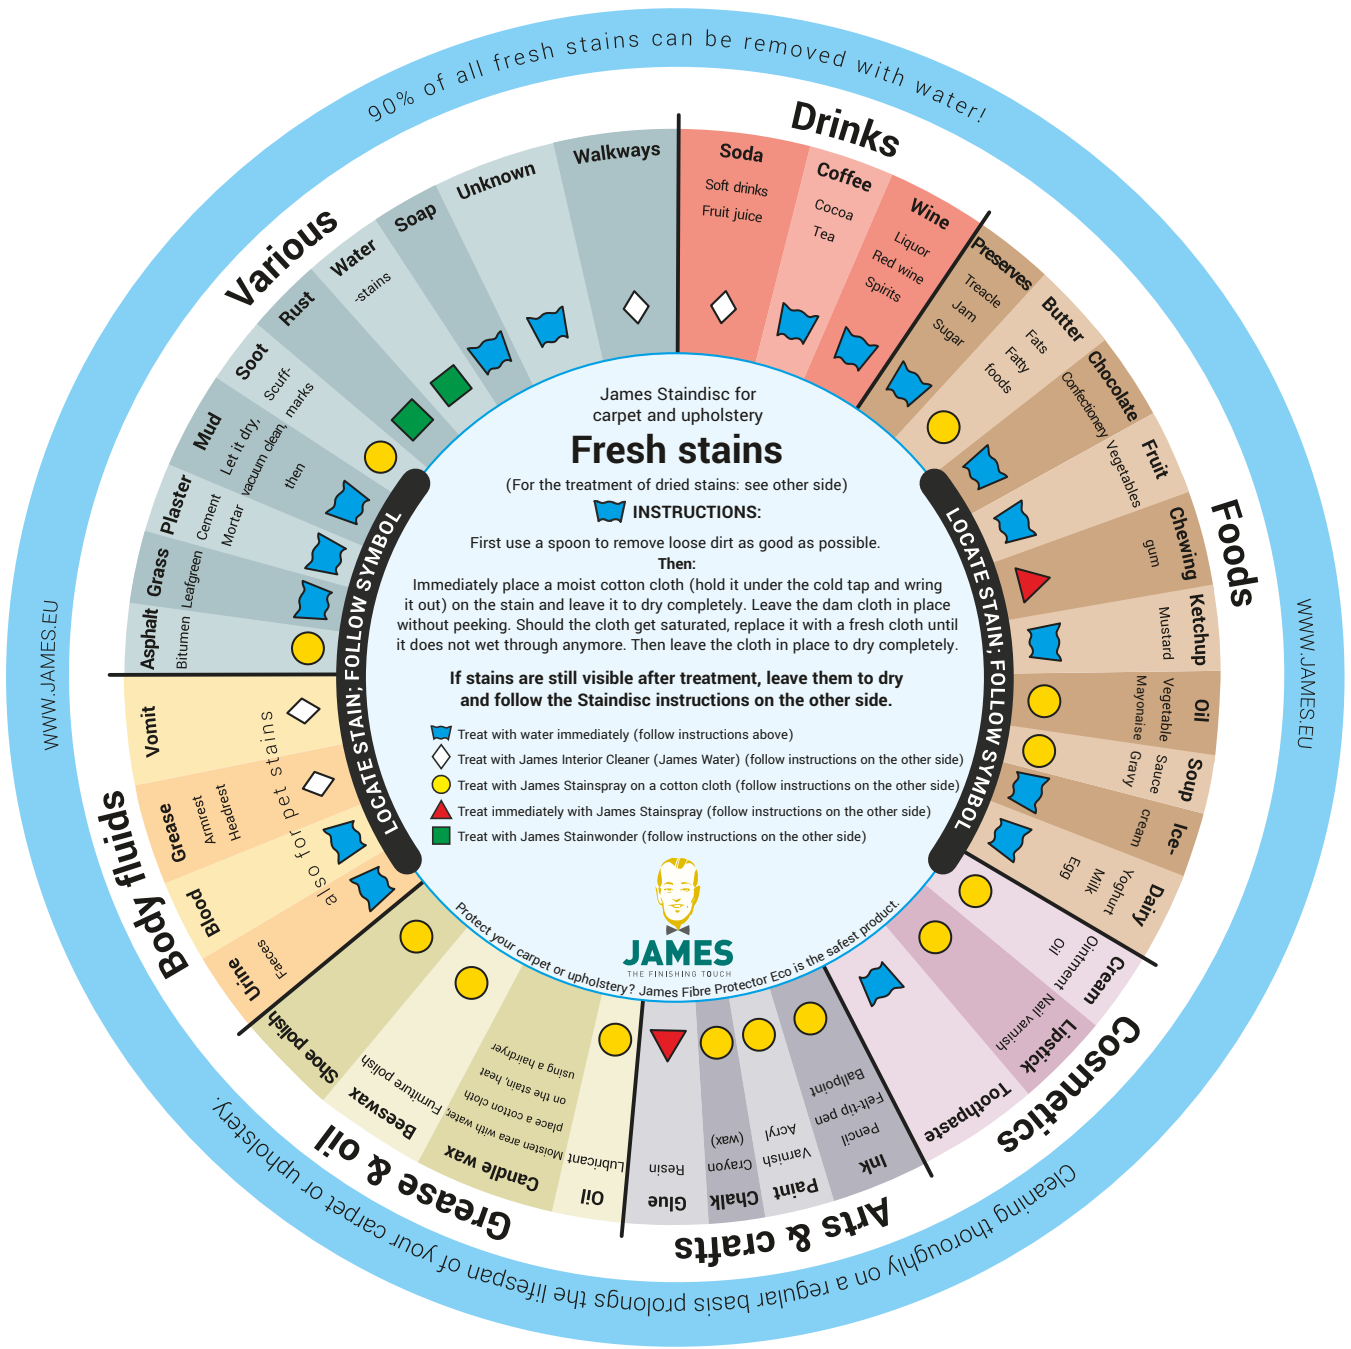 90% of all fresh stains can be removed with water!
WWW.JAMES.EU
WWW.JAMES.EU
Cleaning thoroughly on a regular basis prolongs the lifespan of your carpet or upholstery.
Drinks
Soda
Soft drinks
Fruit juice
Coffee
Cocoa
Tea
Wine
Liquor
Red wine
Spirits
Foods
Preserves
Treacle
Jam
Sugar
Butter
Fats
Fatty
foods
Chocolate
Confectionery
Fruit
Vegetables
Chewing
gum
Ketchup
Mustard
Oil
Vegetable
Mayonaise
Soup
Sauce
Gravy
Ice-
cream
Dairy
Yoghurt
Milk
Egg
Cosmetics
Cream
Ointment
Oil
Lipstick
Nail varnish
Toothpaste
Arts & crafts
Ink
Pencil
Felt-tip pen
Ballpoint
Paint
Varnish
Acryl
Chalk
Crayon
(wax)
Glue
Resin
Grease & oil
Oil
Lubricant
Candle wax
Moisten area with water,
place a cotton cloth
on the stain, heat
using a hairdryer
Beeswax
Furniture polish
Shoe polish
Body fluids
Urine
Faeces
Blood
Grease
Armrest
Headrest
Vomit
also for pet stains
Various
Asphalt
Bitumen
Grass
Leafgreen
Plaster
Cement
Mortar
Mud
Let it dry,
vacuum clean,
then
Soot
Scuff-
marks
Rust
Water
-stains
Soap
Unknown
Walkways
James Staindisc for
carpet and upholstery
Fresh stains
(For the treatment of dried stains: see other side)
INSTRUCTIONS:
First use a spoon to remove loose dirt as good as possible.
Then:
Immediately place a moist cotton cloth (hold it under the cold tap and wring
it out) on the stain and leave it to dry completely. Leave the dam cloth in place
without peeking. Should the cloth get saturated, replace it with a fresh cloth until
it does not wet through anymore. Then leave the cloth in place to dry completely.
If stains are still visible after treatment, leave them to dry
and follow the Staindisc instructions on the other side.
Treat with water immediately (follow instructions above)
Treat with James Interior Cleaner (James Water) (follow instructions on the other side)
Treat with James Stainspray on a cotton cloth (follow instructions on the other side)
Treat immediately with James Stainspray (follow instructions on the other side)
Treat with James Stainwonder (follow instructions on the other side)
LOCATE STAIN; FOLLOW SYMBOL
LOCATE STAIN; FOLLOW SYMBOL
JAMES
THE FINISHING TOUCH
Protect your carpet or upholstery? James Fibre Protector Eco is the safest product.